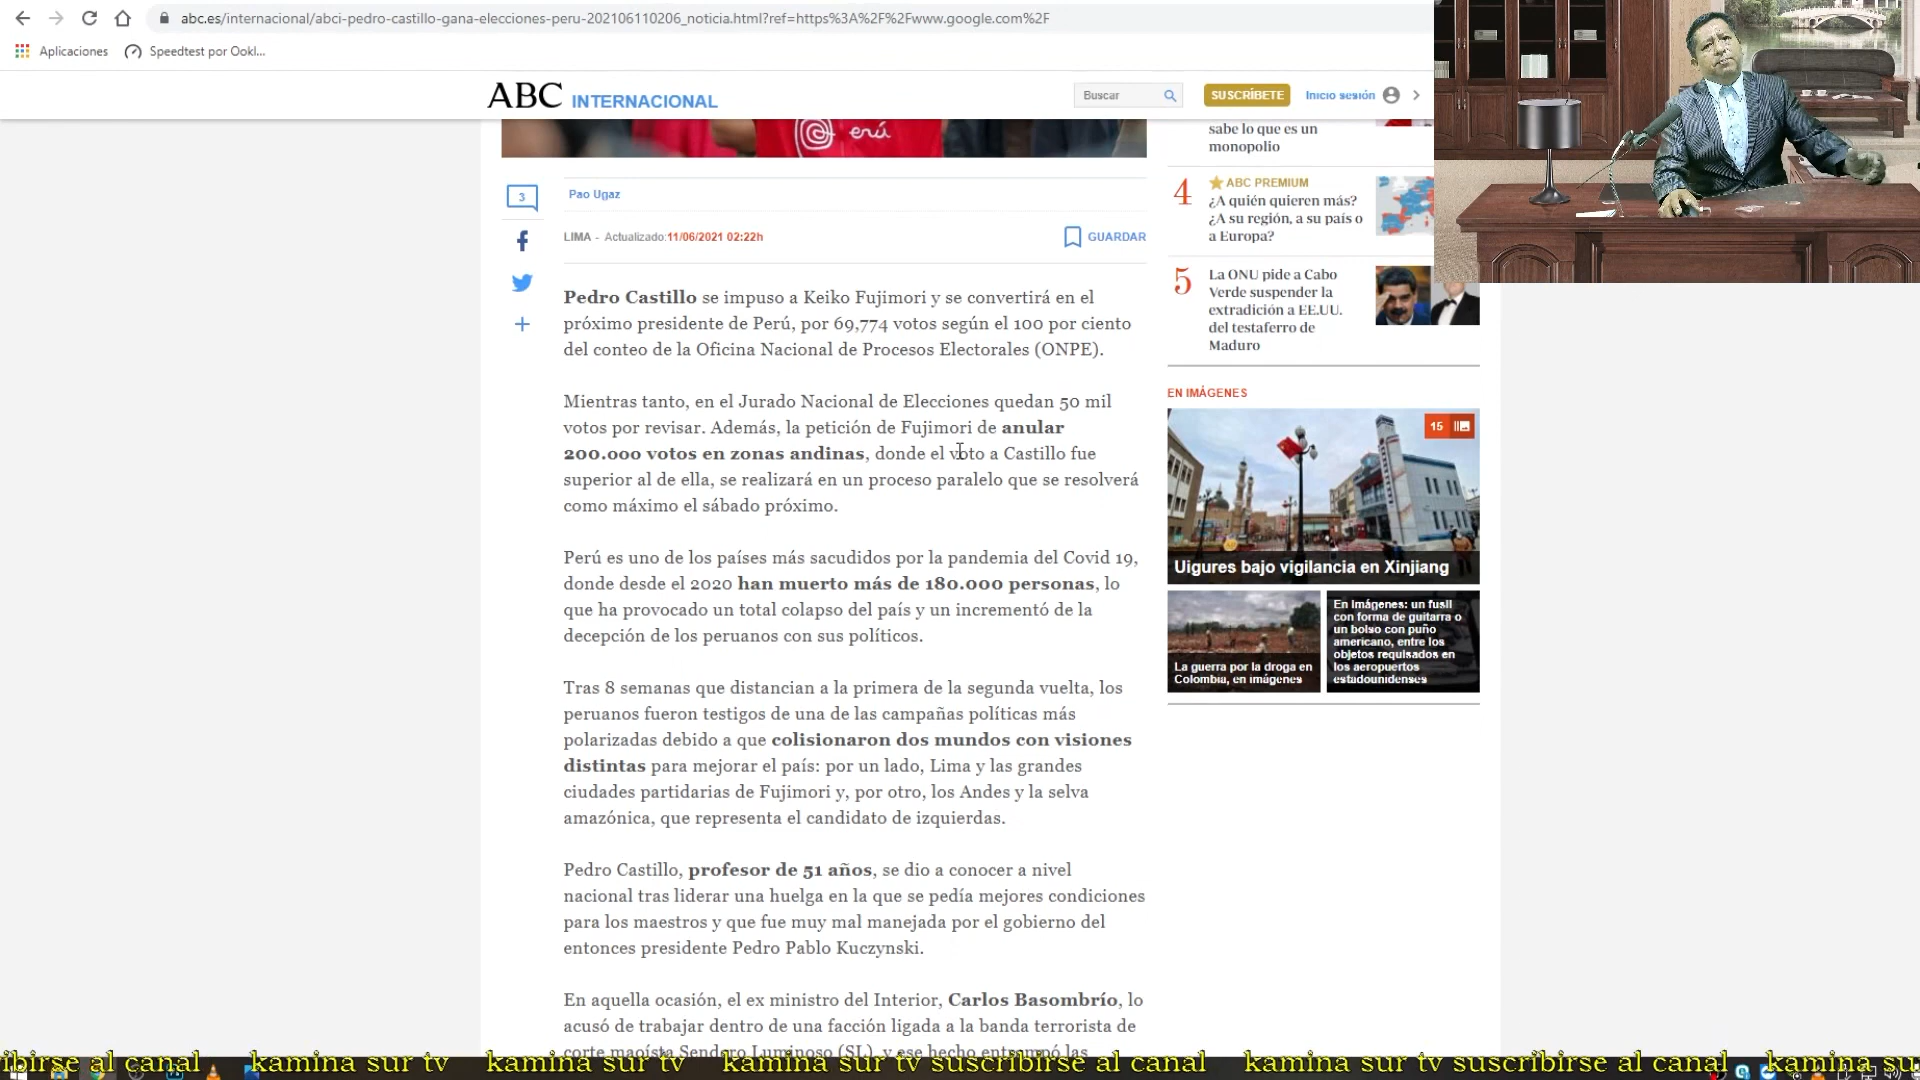 abc.es/internacional/abci-pedro-castillo-gana-elecciones-peru-202106110206_noticia.html?ref=https%3A%2F%2Fwww.google.com%2F
Aplicaciones
Speedtest por Ookl...
ABC INTERNACIONAL
Buscar
SUSCRÍBETE
Inicio sesión
erú
3
Pao Ugaz
LIMA - Actualizado:11/06/2021 02:22h
GUARDAR
Pedro Castillo se impuso a Keiko Fujimori y se convertirá en el
próximo presidente de Perú, por 69,774 votos según el 100 por ciento
del conteo de la Oficina Nacional de Procesos Electorales (ONPE).
Mientras tanto, en el Jurado Nacional de Elecciones quedan 50 mil
votos por revisar. Además, la petición de Fujimori de anular
200.000 votos en zonas andinas, donde el voto a Castillo fue
superior al de ella, se realizará en un proceso paralelo que se resolverá
como máximo el sábado próximo.
Perú es uno de los países más sacudidos por la pandemia del Covid 19,
donde desde el 2020 han muerto más de 180.000 personas, lo
que ha provocado un total colapso del país y un incrementó de la
decepción de los peruanos con sus políticos.
Tras 8 semanas que distancian a la primera de la segunda vuelta, los
peruanos fueron testigos de una de las campañas políticas más
polarizadas debido a que colisionaron dos mundos con visiones
distintas para mejorar el país: por un lado, Lima y las grandes
ciudades partidarias de Fujimori y, por otro, los Andes y la selva
amazónica, que representa el candidato de izquierdas.
Pedro Castillo, profesor de 51 años, se dio a conocer a nivel
nacional tras liderar una huelga en la que se pedía mejores condiciones
para los maestros y que fue muy mal manejada por el gobierno del
entonces presidente Pedro Pablo Kuczynski.
En aquella ocasión, el ex ministro del Interior, Carlos Basombrío, lo
acusó de trabajar dentro de una facción ligada a la banda terrorista de
corte maoísta Sendero Luminoso (SL), y ese hecho entrampó las
sabe lo que es un
monopolio
4
ABC PREMIUM
¿A quién quieren más?
¿A su región, a su país o
a Europa?
5
La ONU pide a Cabo
Verde suspender la
extradición a EE.UU.
del testaferro de
Maduro
EN IMÁGENES
15
Uigures bajo vigilancia en Xinjiang
La guerra por la droga en
Colombia, en imágenes
En imágenes: un fusil
con forma de guitarra o
un bolso con puño
americano, entre los
objetos requisados en
los aeropuertos
estadounidenses
ribirse al canal kamina sur tv kamina sur tv suscribirse al canal kamina sur tv suscribirse al canal kamina su